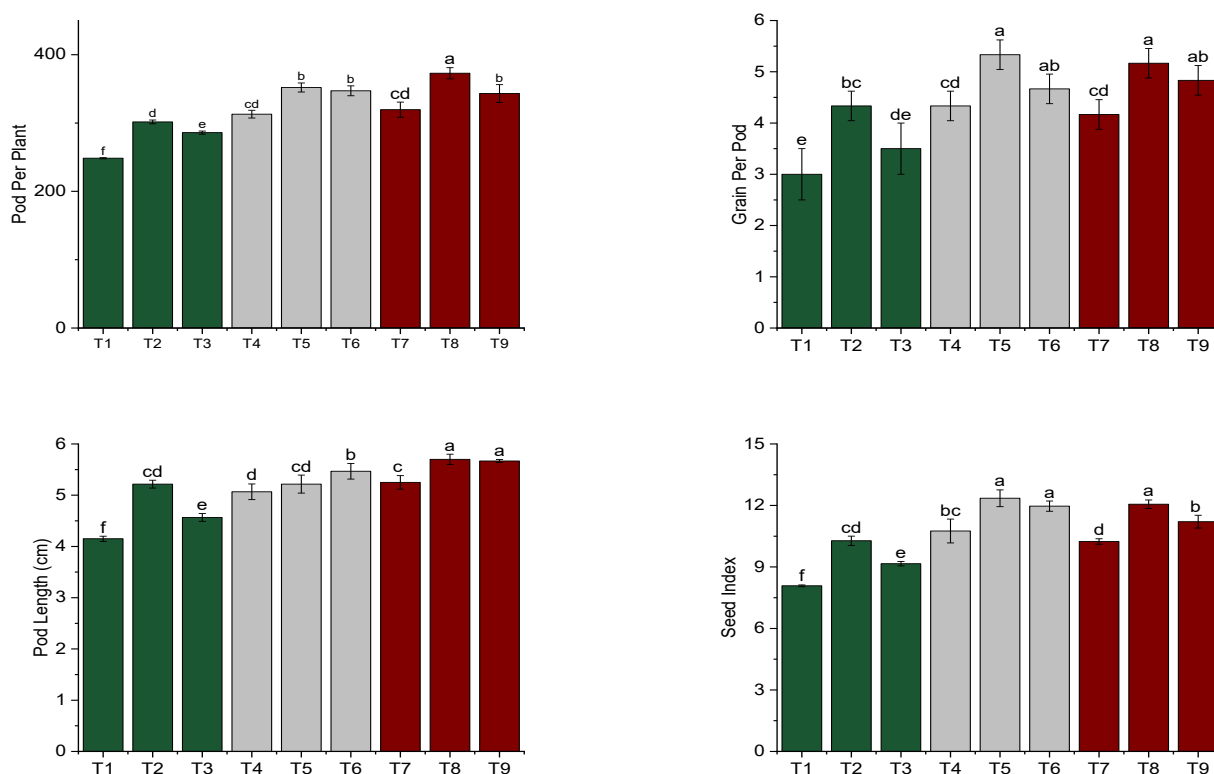 Pod Per Plant
400
200
0
f d e cd b b cd a b
T1 T2 T3 T4 T5 T6 T7 T8 T9
Grain Per Pod
6
5
4
3
2
1
0
e bc de cd a ab cd a ab
T1 T2 T3 T4 T5 T6 T7 T8 T9
Pod Length (cm)
6
5
4
3
2
1
0
f cd e d cd b c a a
T1 T2 T3 T4 T5 T6 T7 T8 T9
Seed Index
15
12
9
6
3
0
f cd e bc a a d a b
T1 T2 T3 T4 T5 T6 T7 T8 T9